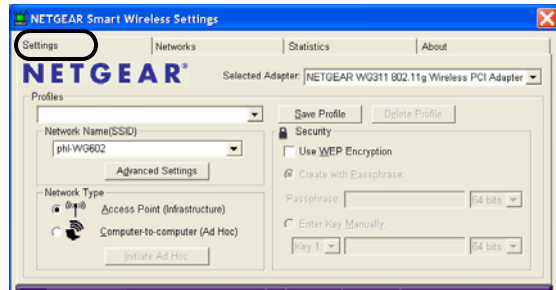 NETGEAR Smart Wireless Settings
Settings Networks Statistics About
NETGEAR® Selected Adapter: NETGEAR WG311 802.11g Wireless PCI Adapter
Profiles
Save Profile Delete Profile
Network Name(SSID) Security
phl-WG602 Use WEP Encryption
Advanced Settings Create with Passphrase
Network Type Passphrase: 64 bits
Access Point (Infrastructure)
Computer-to-computer (Ad Hoc) Enter Key Manually:
Initiate Ad Hoc Key 1: 64 bits